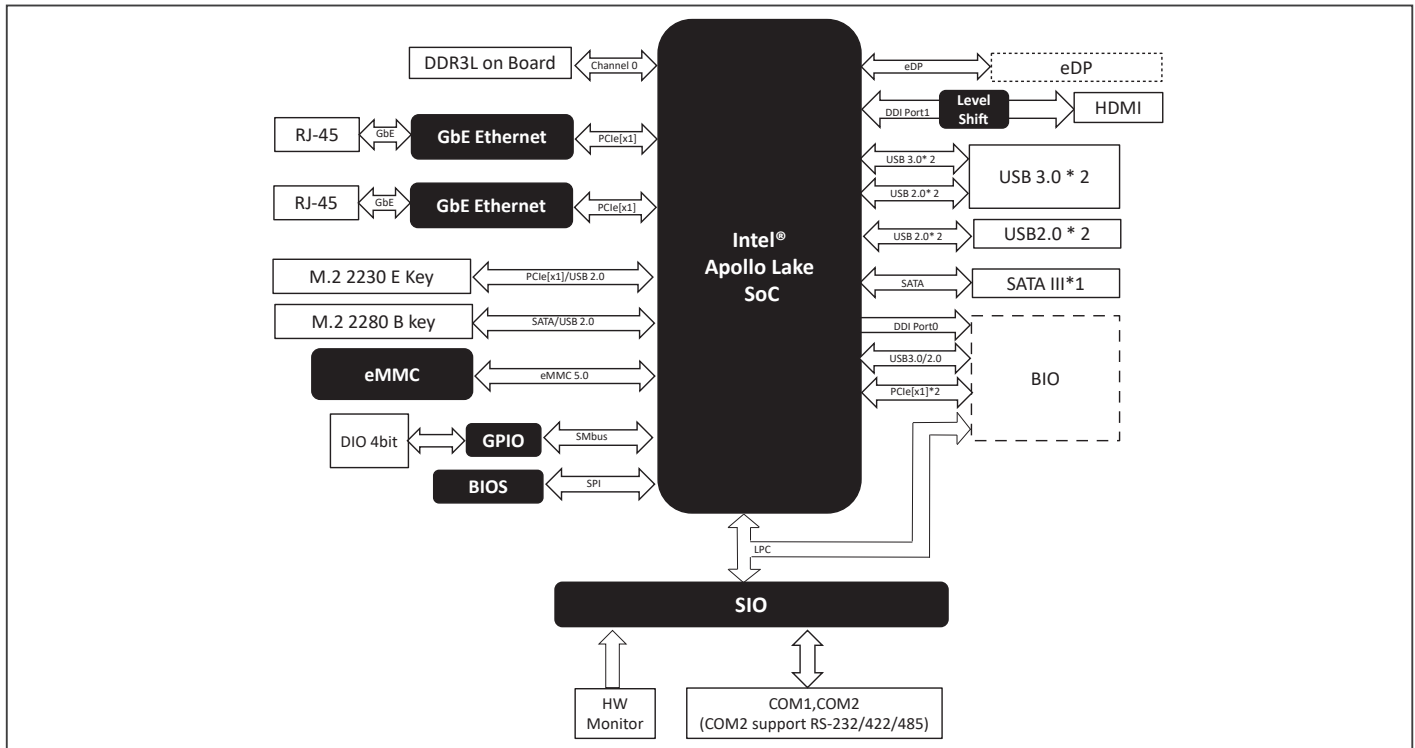 DDR3L on Board
Channel 0
RJ-45
GbE
GbE Ethernet
PCIe[x1]
RJ-45
GbE
GbE Ethernet
PCIe[x1]
M.2 2230 E Key
PCIe[x1]/USB 2.0
M.2 2280 B key
SATA/USB 2.0
eMMC
eMMC 5.0
DIO 4bit
GPIO
SMbus
BIOS
SPI
Intel®
Apollo Lake
SoC
eDP
eDP
DDI Port1
Level
Shift
HDMI
USB 3.0* 2
USB 2.0* 2
USB 3.0 * 2
USB 2.0* 2
USB2.0 * 2
SATA
SATA III*1
DDI Port0
USB3.0/2.0
PCIe[x1]*2
BIO
LPC
SIO
HW
Monitor
COM1,COM2
(COM2 support RS-232/422/485)